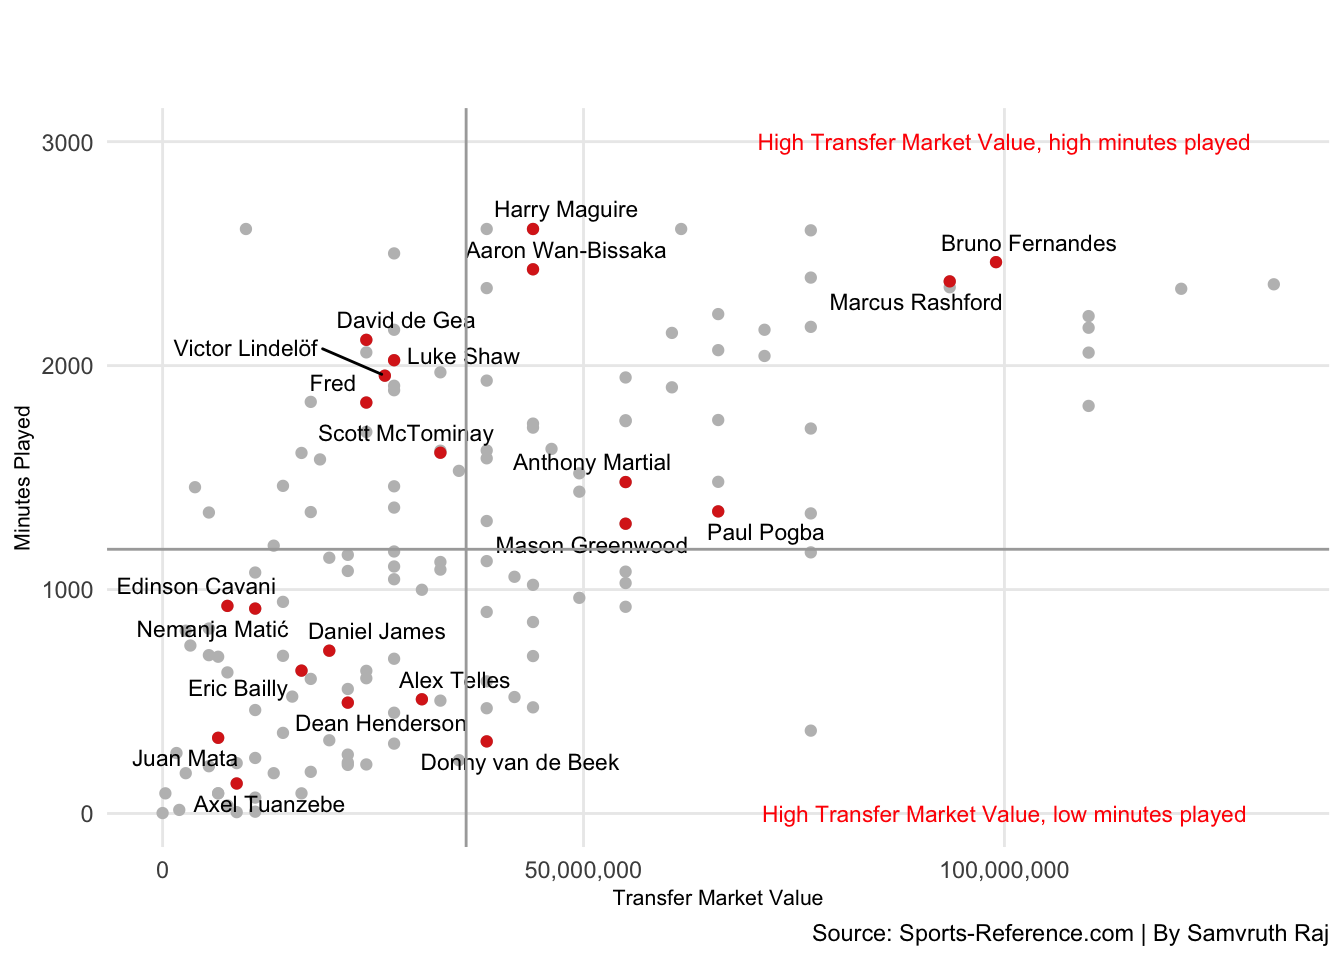 3000
High Transfer Market Value, high minutes played
Harry Maguire
Bruno Fernandes
Aaron Wan-Bissaka
Marcus Rashford
David de Gea
Victor Lindelöf
Luke Shaw
2000
Fred
Scott McTominay
Anthony Martial
Paul Pogba
Mason Greenwood
Minutes Played
1000
Edinson Cavani
Nemanja Matić
Daniel James
Eric Bailly
Alex Telles
Dean Henderson
Juan Mata
Donny van de Beek
Axel Tuanzebe
0
High Transfer Market Value, low minutes played
0
50,000,000
100,000,000
Transfer Market Value
Source: Sports-Reference.com | By Samvruth Raj